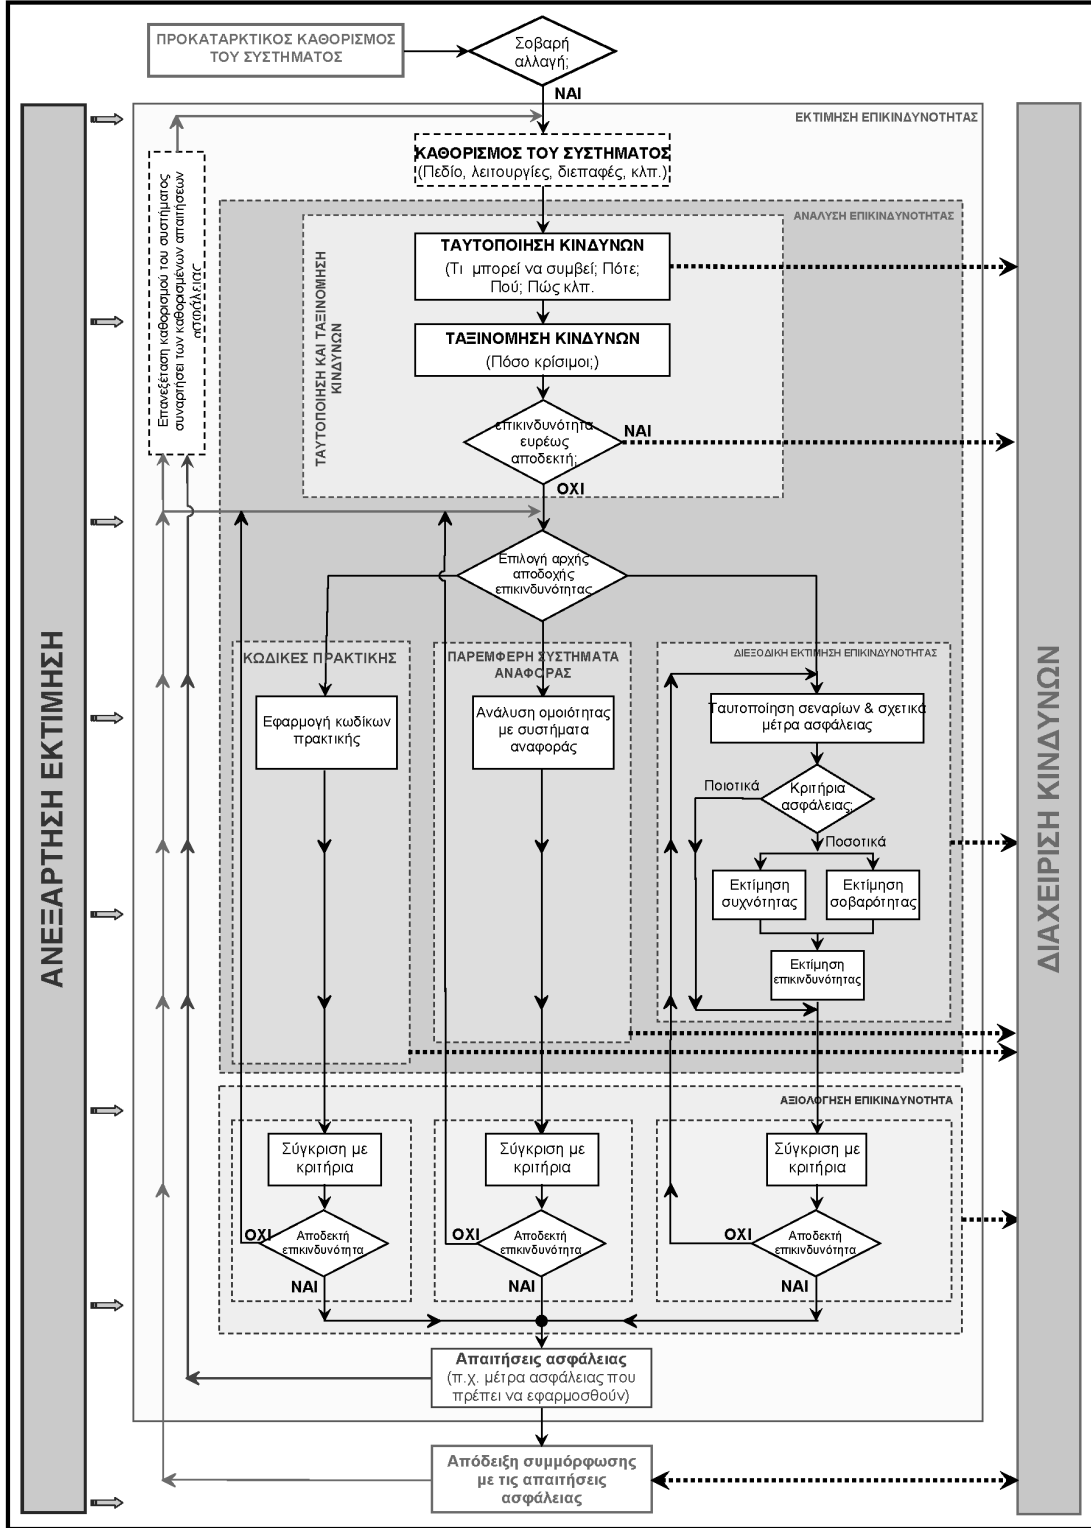 ΠΡΟΚΑΤΑΡΚΤΙΚΟΣ ΚΑΘΟΡΙΣΜΟΣ
ΤΟΥ ΣΥΣΤΗΜΑΤΟΣ
Σοβαρή
αλλαγή;
ΝΑΙ
ΕΚΤΙΜΗΣΗ ΕΠΙΚΙΝΔΥΝΟΤΗΤΑΣ
ΑΝΕΞΑΡΤΗΣΗ ΕΚΤΙΜΗΣΗ
ΔΙΑΧΕΙΡΙΣΗ ΚΙΝΔΥΝΩΝ
Επανεξέταση καθορισμού του συστήματος
συναρτήσει των καθορισμένων απαιτήσεων
ασφάλειας
ΚΑΘΟΡΙΣΜΟΣ ΤΟΥ ΣΥΣΤΗΜΑΤΟΣ
(Πεδίο, λειτουργίες, διεπαφές, κλπ.)
ΑΝΑΛΥΣΗ ΕΠΙΚΙΝΔΥΝΟΤΗΤΑΣ
ΤΑΥΤΟΠΟΙΗΣΗ ΚΑΙ ΤΑΞΙΝΟΜΗΣΗ
ΚΙΝΔΥΝΩΝ
ΤΑΥΤΟΠΟΙΗΣΗ ΚΙΝΔΥΝΩΝ
(Τι μπορεί να συμβεί; Πότε;
Πού; Πώς κλπ.
ΤΑΞΙΝΟΜΗΣΗ ΚΙΝΔΥΝΩΝ
(Πόσο κρίσιμοι;)
επικινδυνότητα
ευρέως
αποδεκτή;
ΝΑΙ
ΟΧΙ
Επιλογή αρχής
αποδοχής
επικινδυνότητας
ΚΩΔΙΚΕΣ ΠΡΑΚΤΙΚΗΣ
Εφαρμογή κωδίκων
πρακτικής
ΠΑΡΕΜΦΕΡΗ ΣΥΣΤΗΜΑΤΑ
ΑΝΑΦΟΡΑΣ
Ανάλυση ομοιότητας
με συστήματα
αναφοράς
ΔΙΕΞΟΔΙΚΗ ΕΚΤΙΜΗΣΗ ΕΠΙΚΙΝΔΥΝΟΤΗΤΑΣ
Ταυτοποίηση σεναρίων & σχετικά
μέτρα ασφάλειας
Ποιοτικά
Κριτήρια
ασφάλειας;
Ποσοτικά
Εκτίμηση
συχνότητας
Εκτίμηση
σοβαρότητας
Εκτίμηση
επικινδυνότητας
ΑΞΙΟΛΟΓΗΣΗ ΕΠΙΚΙΝΔΥΝΟΤΗΤΑ
Σύγκριση με
κριτήρια
Σύγκριση με
κριτήρια
Σύγκριση με
κριτήρια
ΟΧΙ
Αποδεκτή
επικινδυνότητα
ΝΑΙ
ΟΧΙ
Αποδεκτή
επικινδυνότητα
ΝΑΙ
ΟΧΙ
Αποδεκτή
επικινδυνότητα
ΝΑΙ
Απαιτήσεις ασφάλειας
(π.χ. μέτρα ασφάλειας που
πρέπει να εφαρμοσθούν)
Απόδειξη συμμόρφωσης
με τις απαιτήσεις
ασφάλειας